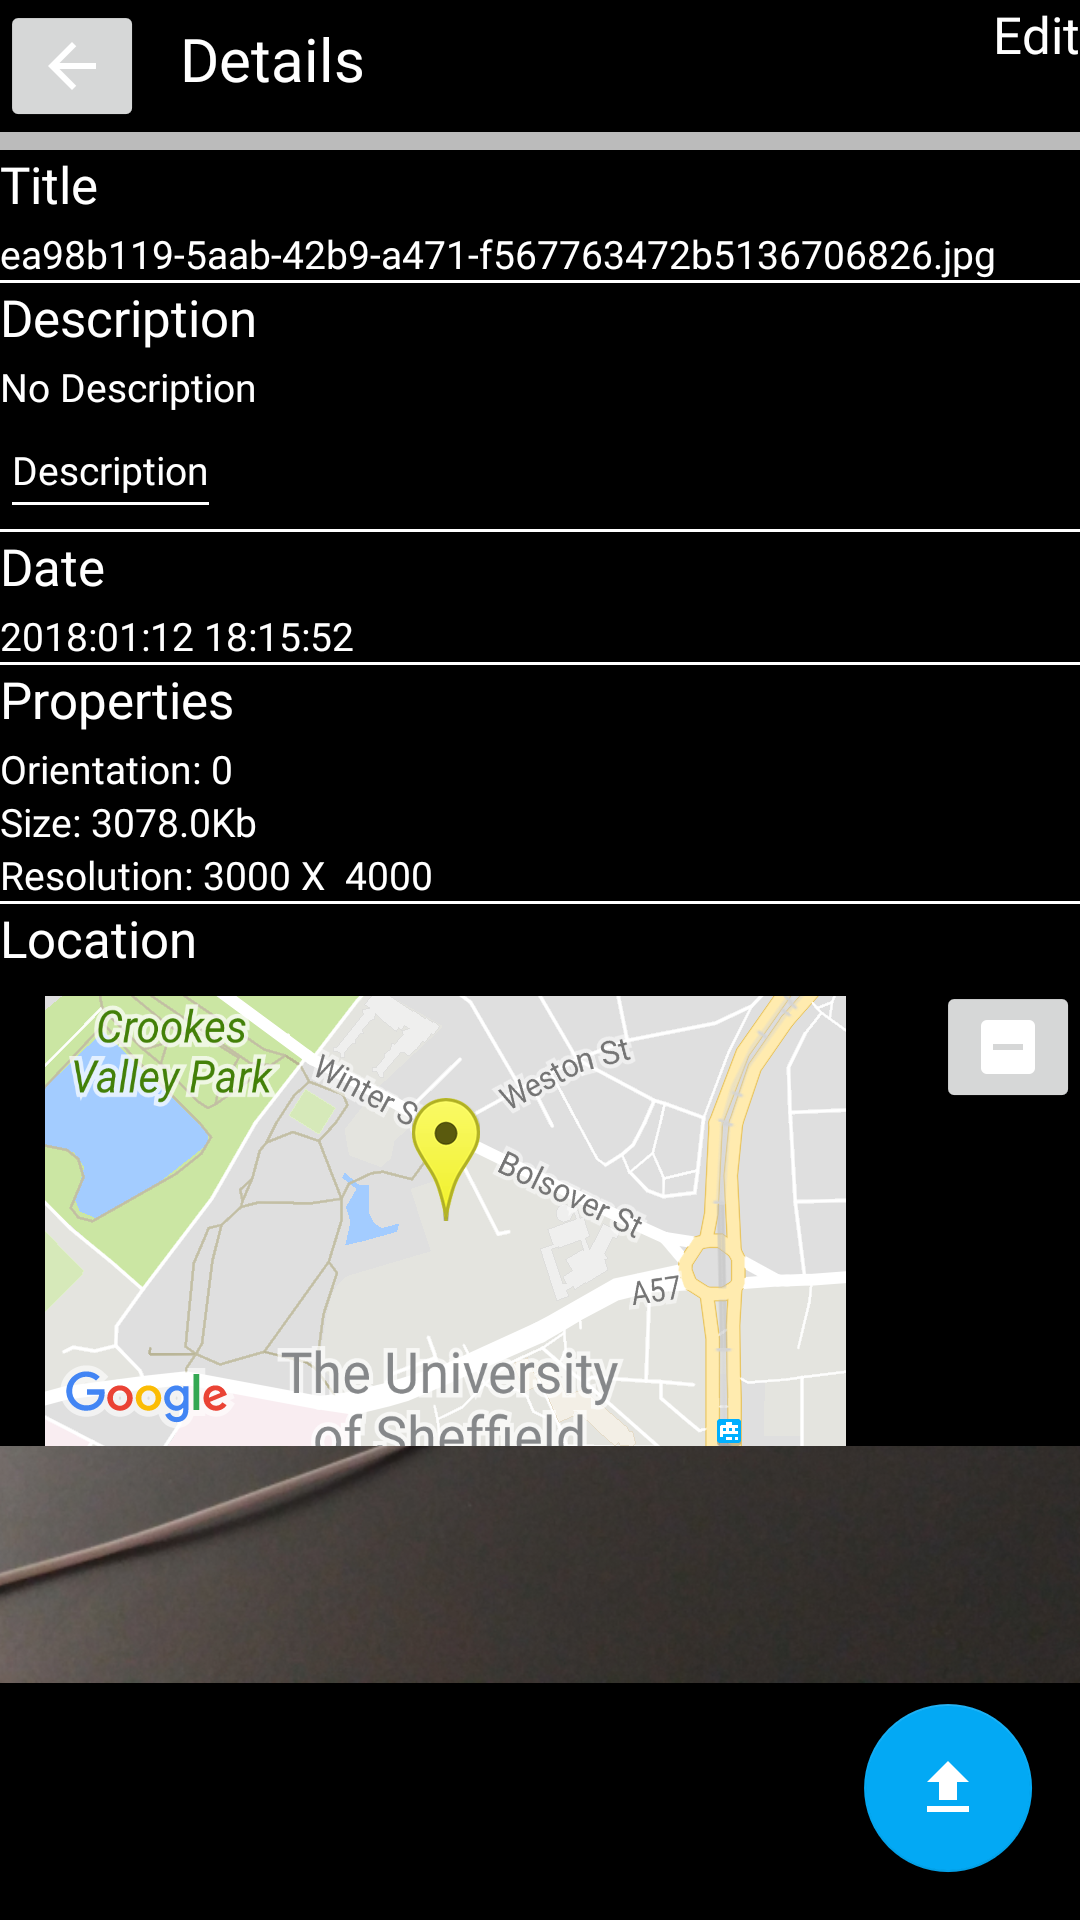 Details
Edit
Title
ea98b119-5aab-42b9-a471-f567763472b5136706826.jpg
Description
No Description
Description
Date
2018:01:12 18:15:52
Properties
Orientation: 0
Size: 3078.0Kb
Resolution: 3000 X  4000
Location
Crookes
Valley Park
Winter S
Weston St
Bolsover St
A57
The University
of Sheffield
Google